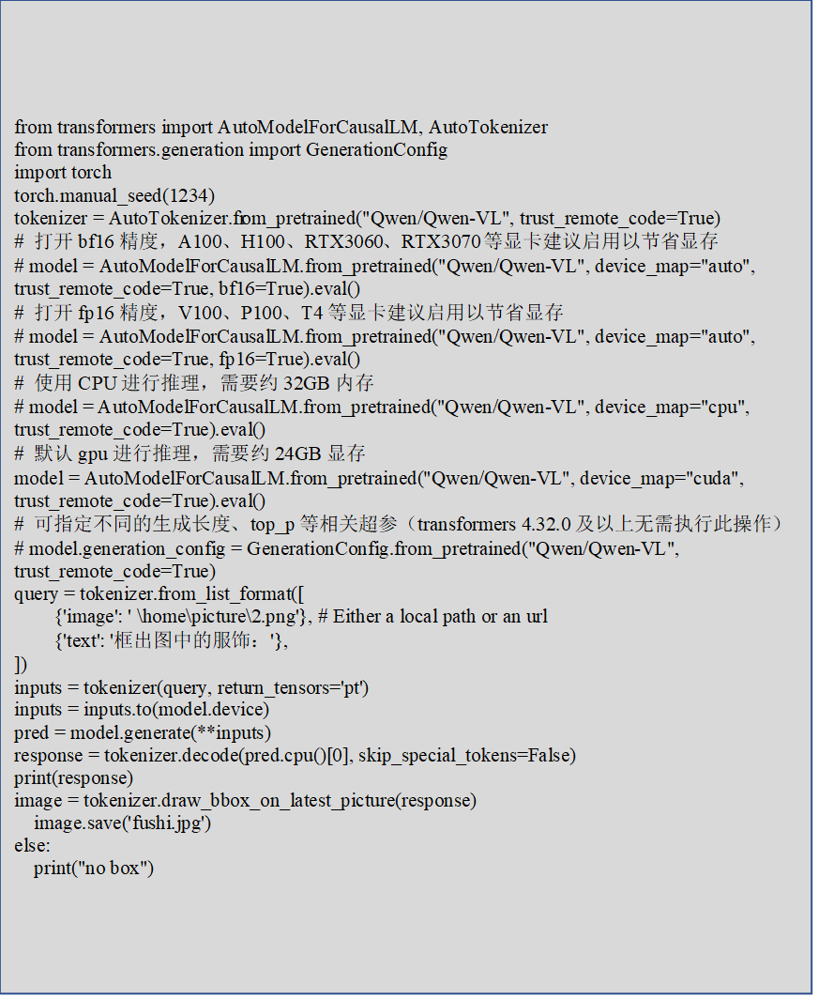 from transformers import AutoModelForCausalLM, AutoTokenizer
from transformers.generation import GenerationConfig
import torch
torch.manual_seed(1234)
tokenizer = AutoTokenizer.from_pretrained("Qwen/Qwen-VL", trust_remote_code=True)
# 打开 bf16 精度，A100、H100、RTX3060、RTX3070 等显卡建议启用以节省显存
# model = AutoModelForCausalLM.from_pretrained("Qwen/Qwen-VL", device_map="auto",
trust_remote_code=True, bf16=True).eval()
# 打开 fp16 精度，V100、P100、T4 等显卡建议启用以节省显存
# model = AutoModelForCausalLM.from_pretrained("Qwen/Qwen-VL", device_map="auto",
trust_remote_code=True, fp16=True).eval()
# 使用 CPU 进行推理，需要约 32GB 内存
# model = AutoModelForCausalLM.from_pretrained("Qwen/Qwen-VL", device_map="cpu",
trust_remote_code=True).eval()
# 默认 gpu 进行推理，需要约 24GB 显存
model = AutoModelForCausalLM.from_pretrained("Qwen/Qwen-VL", device_map="cuda",
trust_remote_code=True).eval()
# 可指定不同的生成长度、top_p 等相关超参（transformers 4.32.0 及以上无需执行此操作）
# model.generation_config = GenerationConfig.from_pretrained("Qwen/Qwen-VL",
trust_remote_code=True)
query = tokenizer.from_list_format([
{'image': ' \home\picture\2.png'}, # Either a local path or an url
{'text': '框出图中的服饰：'},
])
inputs = tokenizer(query, return_tensors='pt')
inputs = inputs.to(model.device)
pred = model.generate(**inputs)
response = tokenizer.decode(pred.cpu()[0], skip_special_tokens=False)
print(response)
image = tokenizer.draw_bbox_on_latest_picture(response)
image.save('fushi.jpg')
else:
print("no box")